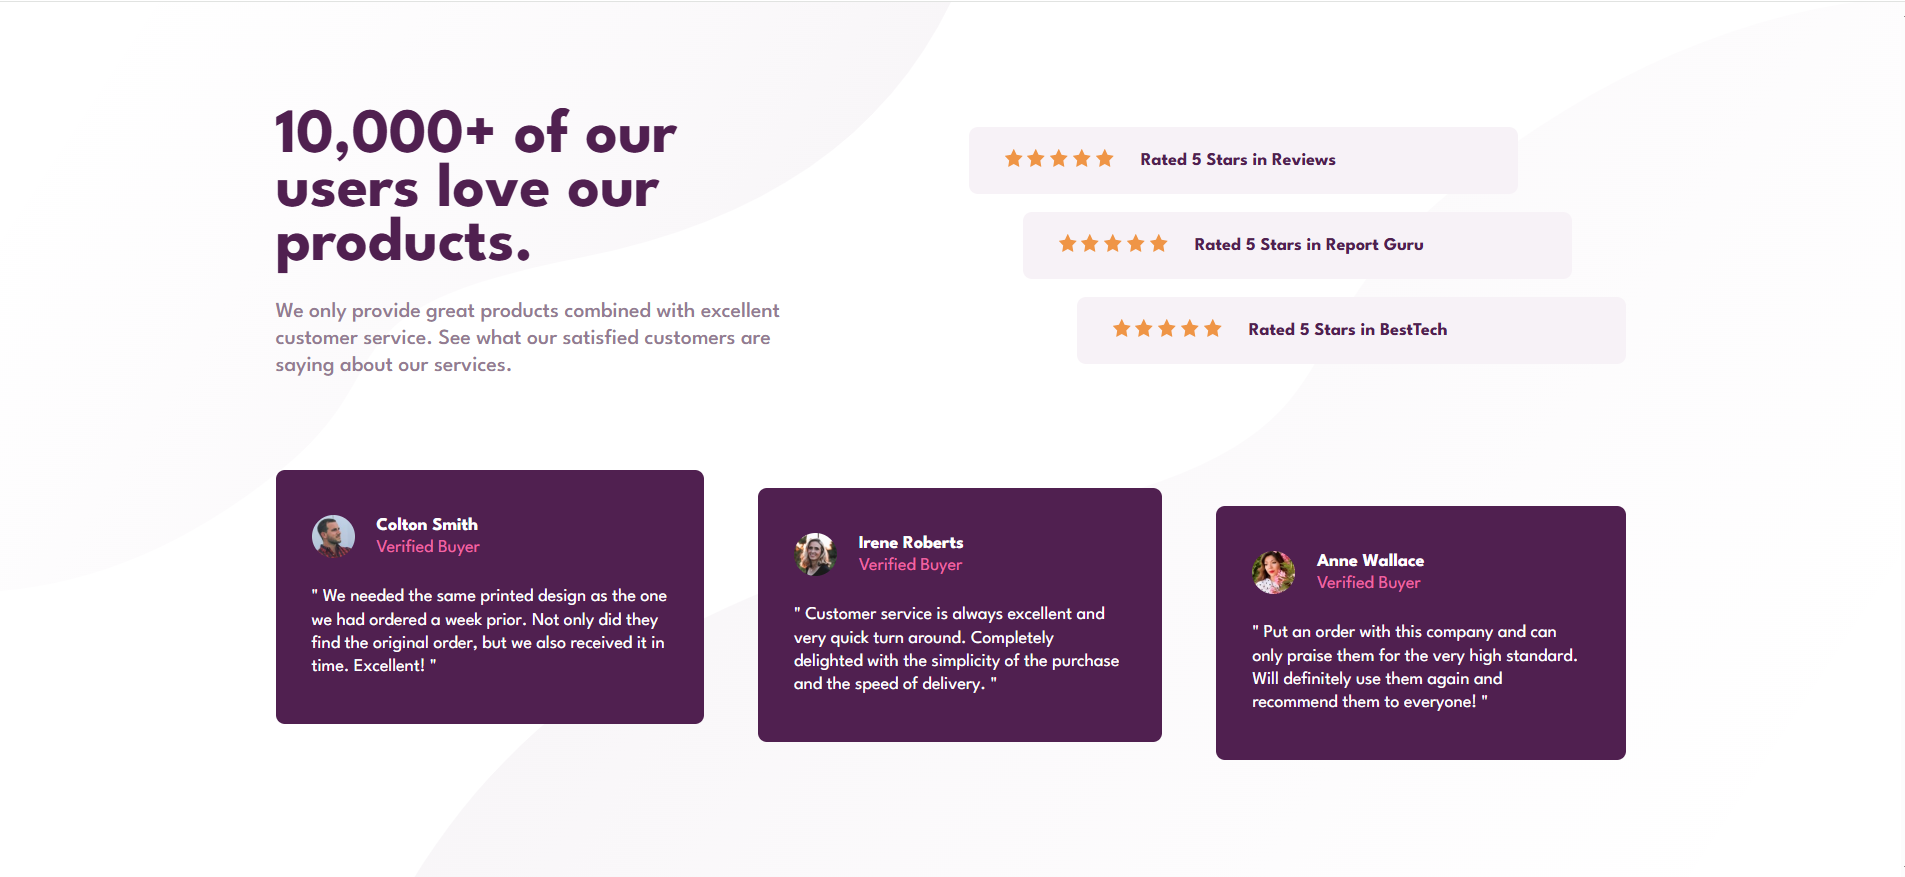 10,000+ of our
users love our
products.
We only provide great products combined with excellent
customer service. See what our satisfied customers are
saying about our services.
Rated 5 Stars in Reviews
Rated 5 Stars in Report Guru
Rated 5 Stars in BestTech
Colton Smith
Verified Buyer
" We needed the same printed design as the one
we had ordered a week prior. Not only did they
find the original order, but we also received it in
time. Excellent! "
Irene Roberts
Verified Buyer
" Customer service is always excellent and
very quick turn around. Completely
delighted with the simplicity of the purchase
and the speed of delivery. "
Anne Wallace
Verified Buyer
" Put an order with this company and can
only praise them for the very high standard.
Will definitely use them again and
recommend them to everyone! "